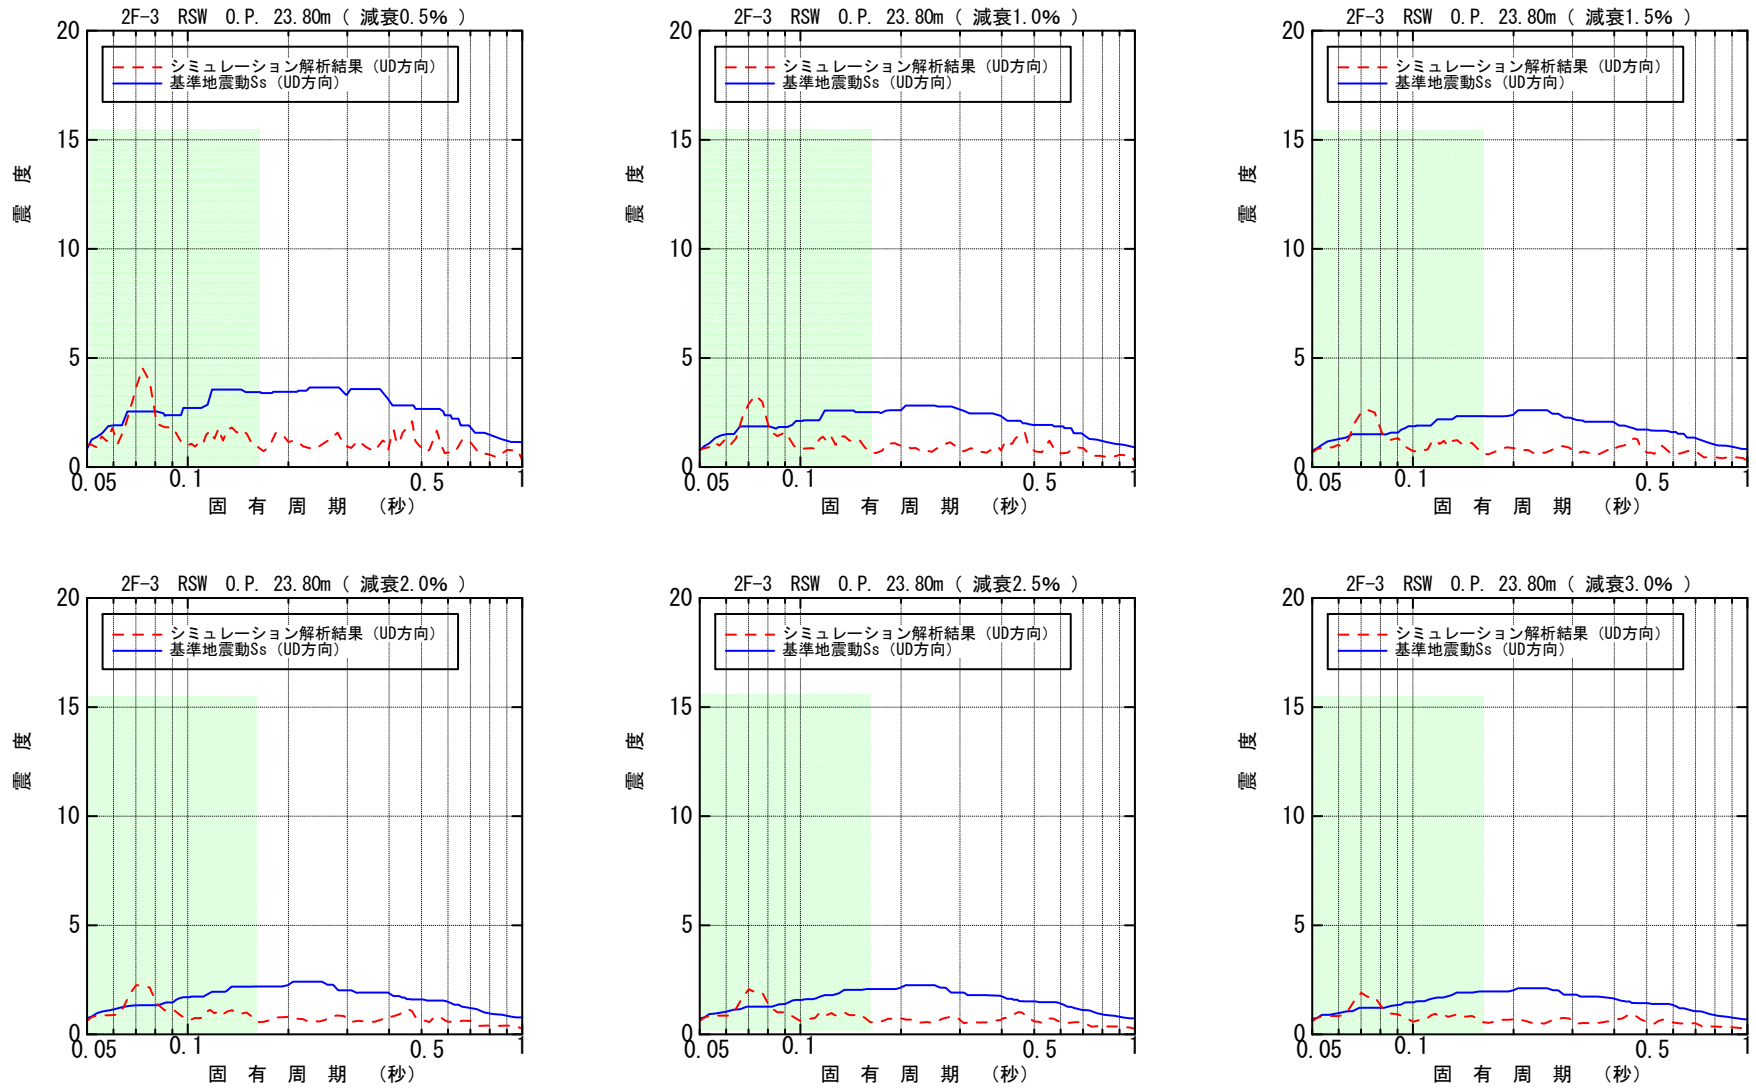 2F-3 RSW O.P. 23.80m ( 減衰0.5% )
20
シミュレーション解析結果 (UD方向)
基準地震動Ss (UD方向)
15
震度
10
5
0
0.05 0.1 0.5 1
固有周期 (秒)
2F-3 RSW O.P. 23.80m ( 減衰1.0% )
20
シミュレーション解析結果 (UD方向)
基準地震動Ss (UD方向)
15
震度
10
5
0
0.05 0.1 0.5 1
固有周期 (秒)
2F-3 RSW O.P. 23.80m ( 減衰1.5% )
20
シミュレーション解析結果 (UD方向)
基準地震動Ss (UD方向)
15
震度
10
5
0
0.05 0.1 0.5 1
固有周期 (秒)
2F-3 RSW O.P. 23.80m ( 減衰2.0% )
20
シミュレーション解析結果 (UD方向)
基準地震動Ss (UD方向)
15
震度
10
5
0
0.05 0.1 0.5 1
固有周期 (秒)
2F-3 RSW O.P. 23.80m ( 減衰2.5% )
20
シミュレーション解析結果 (UD方向)
基準地震動Ss (UD方向)
15
震度
10
5
0
0.05 0.1 0.5 1
固有周期 (秒)
2F-3 RSW O.P. 23.80m ( 減衰3.0% )
20
シミュレーション解析結果 (UD方向)
基準地震動Ss (UD方向)
15
震度
10
5
0
0.05 0.1 0.5 1
固有周期 (秒)